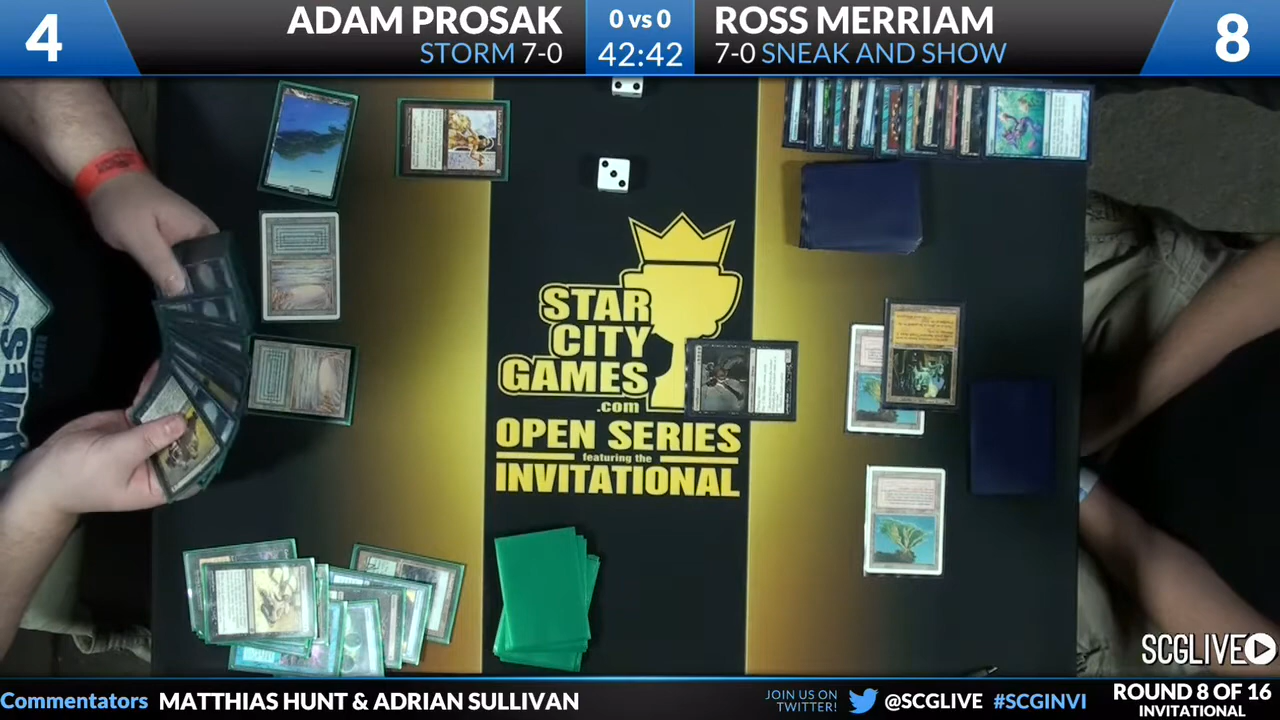 4
ADAM PROSAK
STORM 7-0
0 vs 0
42:42
ROSS MERRIAM
7-0 SNEAK AND SHOW
8
STAR
CITY
GAMES
.com
OPEN SERIES
featuring the
INVITATIONAL
.com
SCGLIVE
Commentators MATTHIAS HUNT & ADRIAN SULLIVAN
JOIN US ON
TWITTER!
@SCGLIVE #SCGINVI
ROUND 8 OF 16
INVITATIONAL